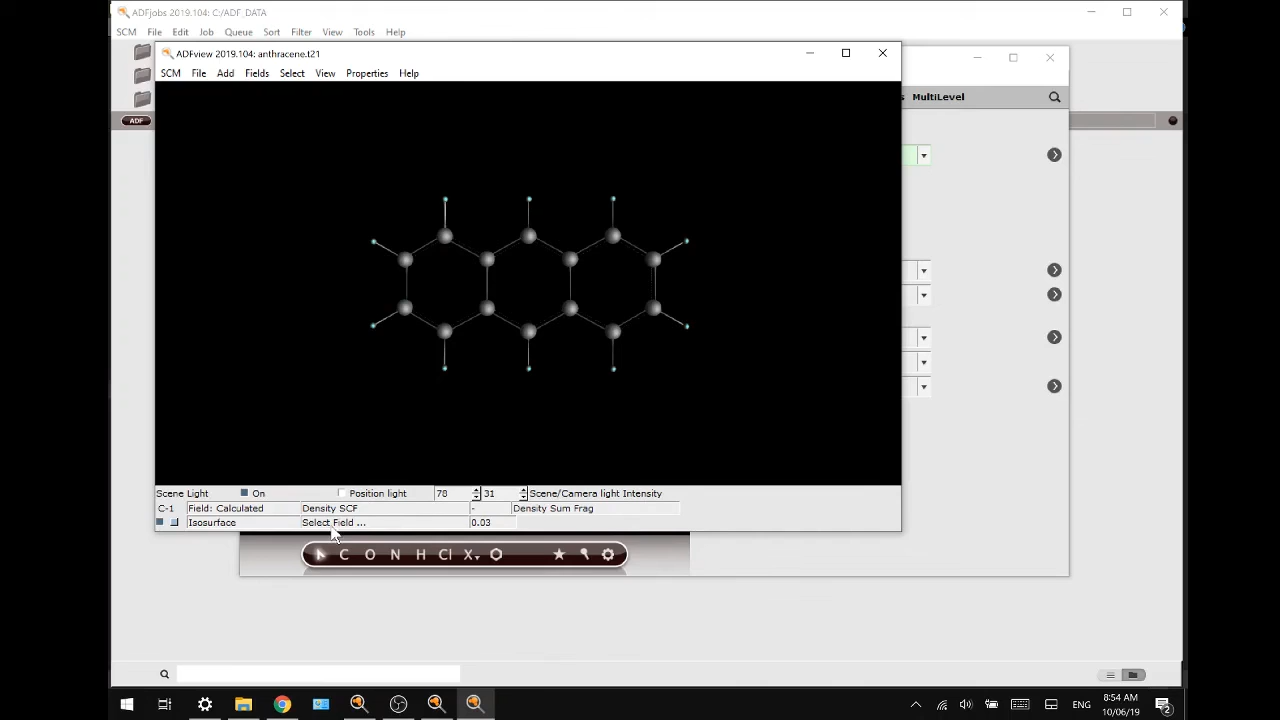 ADFjobs 2019.104: C:/ADF_DATA
SCM File Edit Job Queue Sort Filter View Tools Help
ADFview 2019.104: anthracene.t21
SCM File Add Fields Select View Properties Help
MultiLevel
ADF
Scene Light On Position light 78 31 Scene/Camera light Intensity
C-1 Field: Calculated Density SCF - Density Sum Frag
Isosurface Select Field ... 0.03
C O N H Cl X
8:54 AM
ENG
10/06/19
2